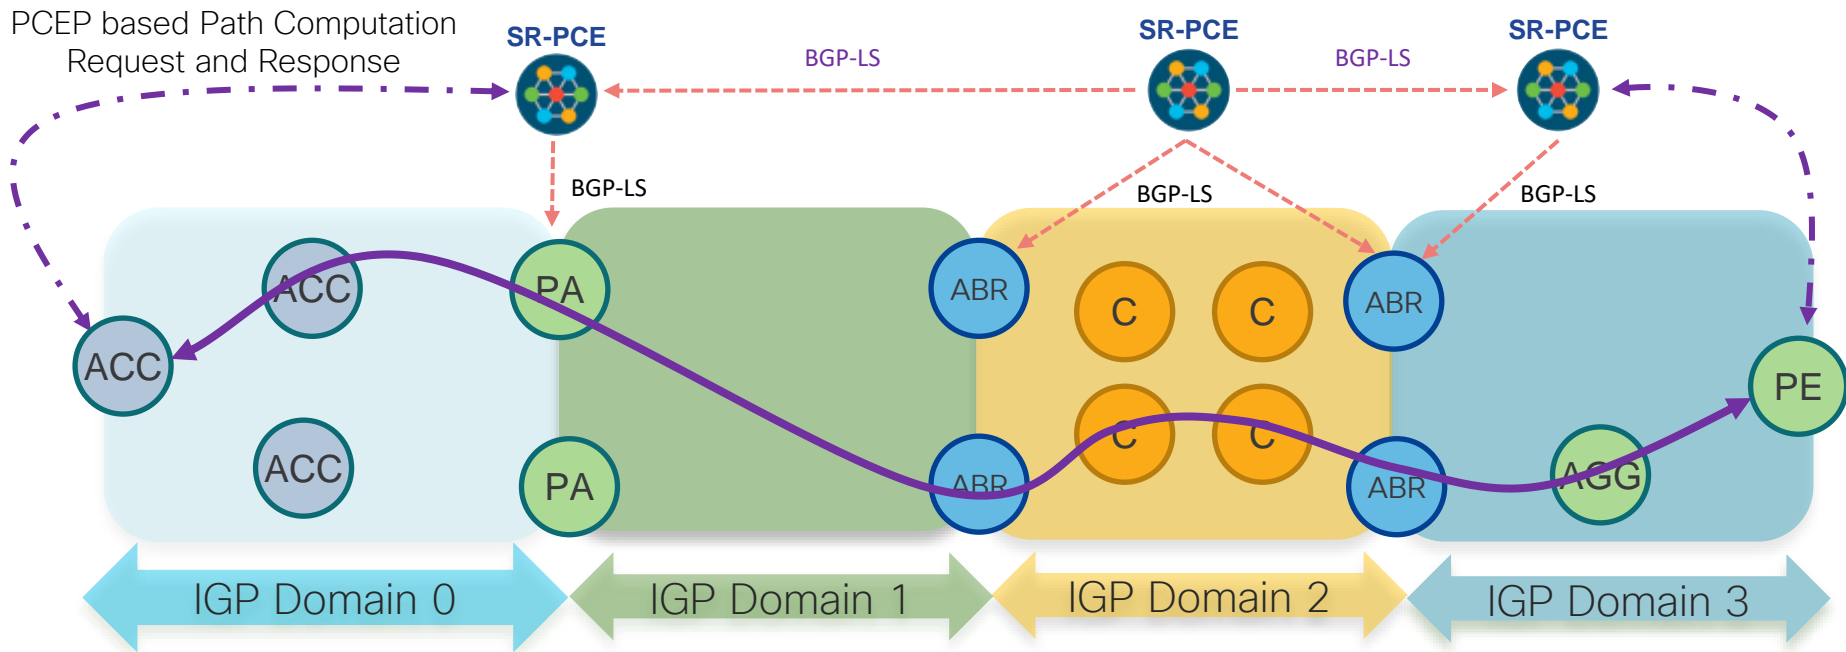 PCEP based Path Computation
Request and Response
SR-PCE
SR-PCE
SR-PCE
BGP-LS
BGP-LS
BGP-LS
BGP-LS
BGP-LS
ACC
PA
ABR
C
C
ABR
ACC
PE
ACC
PA
ABR
C
C
ABR
AGG
IGP Domain 0
IGP Domain 1
IGP Domain 2
IGP Domain 3